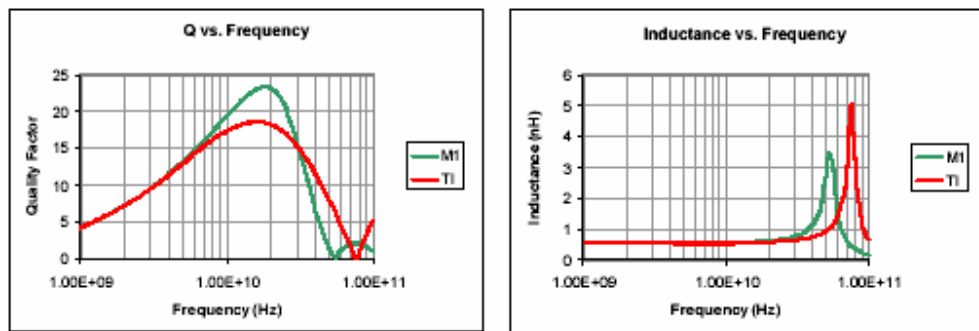 Q vs. Frequency
25
20
15
10
5
0
Quality Factor
1.00E+09 1.00E+10 1.00E+11
Frequency (Hz)
M1
TI
Inductance vs. Frequency
6
5
4
3
2
1
0
Inductance (nH)
1.00E+09 1.00E+10 1.00E+11
Frequency (Hz)
M1
TI